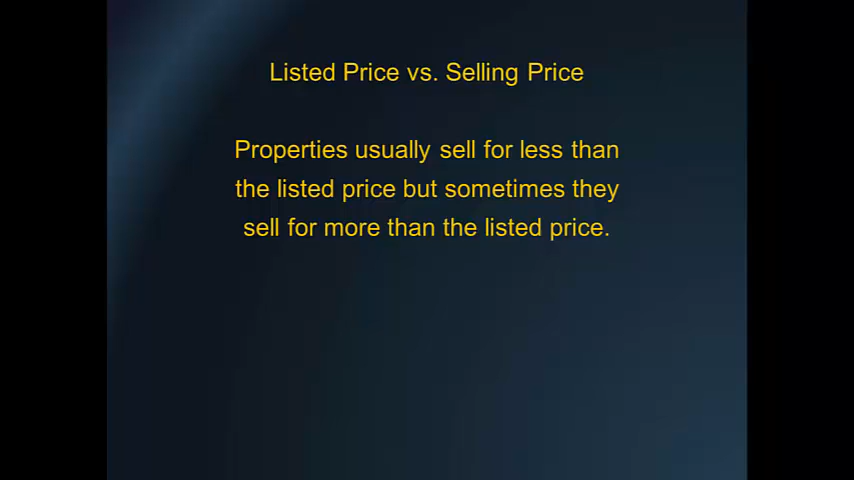 Listed Price vs. Selling Price
Properties usually sell for less than
the listed price but sometimes they
sell for more than the listed price.